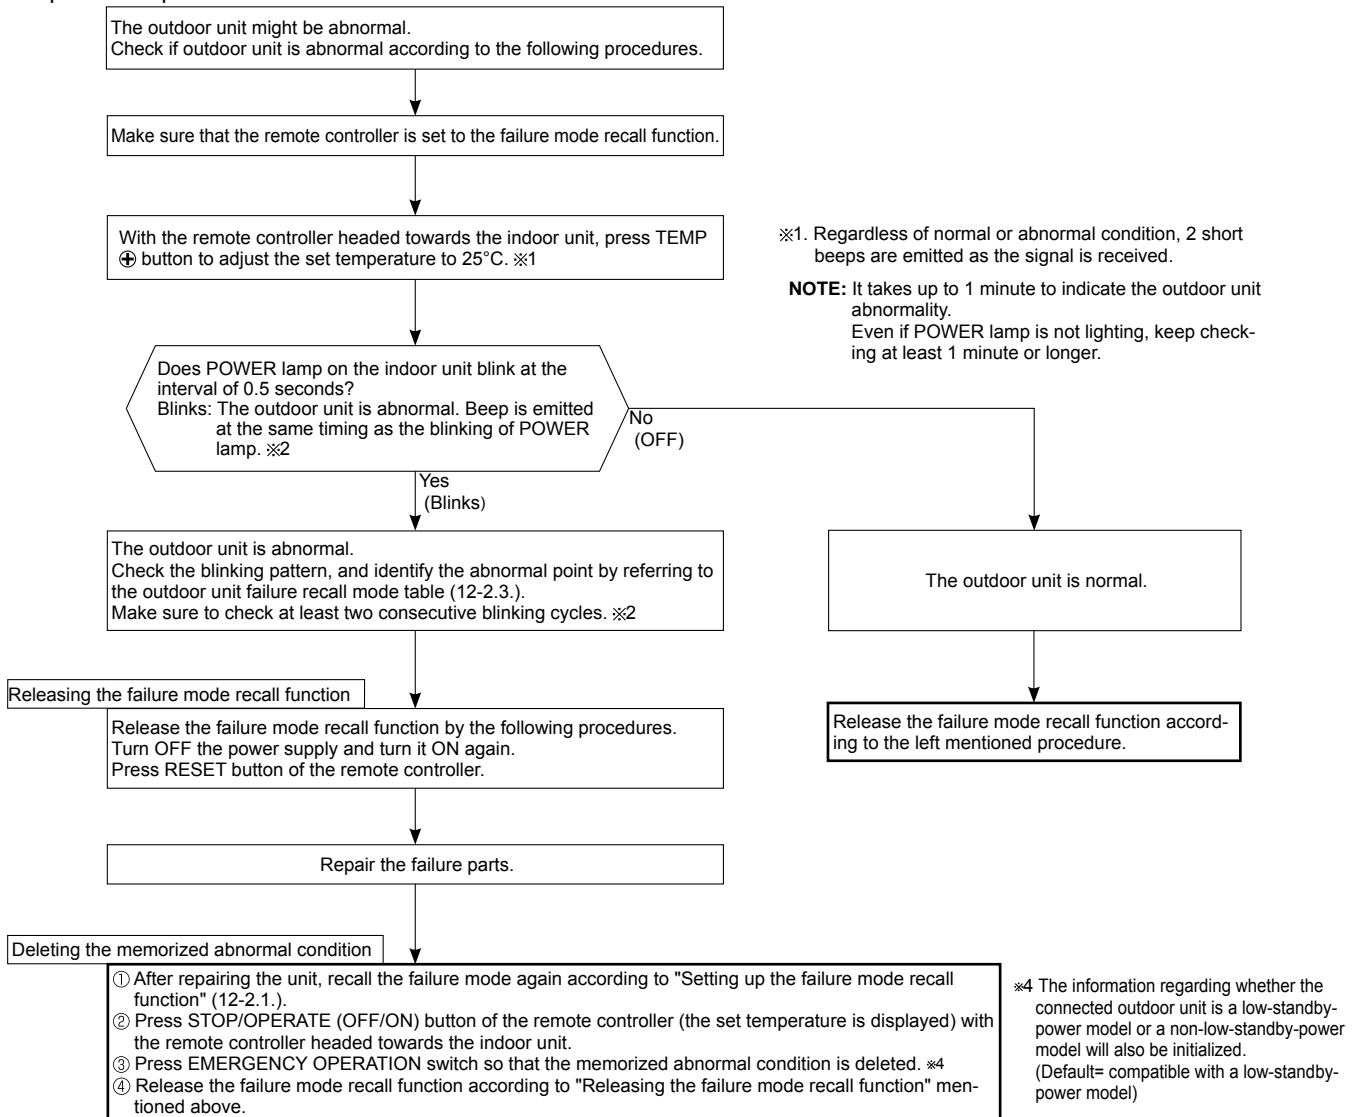 The outdoor unit might be abnormal.
Check if outdoor unit is abnormal according to the following procedures.
Make sure that the remote controller is set to the failure mode recall function.
With the remote controller headed towards the indoor unit, press TEMP
⊕ button to adjust the set temperature to 25°C. ※1
※1. Regardless of normal or abnormal condition, 2 short
beeps are emitted as the signal is received.
NOTE: It takes up to 1 minute to indicate the outdoor unit
abnormality.
Even if POWER lamp is not lighting, keep check-
ing at least 1 minute or longer.
Does POWER lamp on the indoor unit blink at the
interval of 0.5 seconds?
Blinks: The outdoor unit is abnormal. Beep is emitted
at the same timing as the blinking of POWER
lamp. ※2
No
(OFF)
Yes
(Blinks)
The outdoor unit is abnormal.
Check the blinking pattern, and identify the abnormal point by referring to
the outdoor unit failure recall mode table (12-2.3.).
Make sure to check at least two consecutive blinking cycles. ※2
The outdoor unit is normal.
Releasing the failure mode recall function
Release the failure mode recall function by the following procedures.
Turn OFF the power supply and turn it ON again.
Press RESET button of the remote controller.
Release the failure mode recall function accord-
ing to the left mentioned procedure.
Repair the failure parts.
Deleting the memorized abnormal condition
① After repairing the unit, recall the failure mode again according to "Setting up the failure mode recall
function" (12-2.1.).
② Press STOP/OPERATE (OFF/ON) button of the remote controller (the set temperature is displayed) with
the remote controller headed towards the indoor unit.
③ Press EMERGENCY OPERATION switch so that the memorized abnormal condition is deleted. ※4
④ Release the failure mode recall function according to "Releasing the failure mode recall function" men-
tioned above.
※4 The information regarding whether the
connected outdoor unit is a low-standby-
power model or a non-low-standby-power
model will also be initialized.
(Default= compatible with a low-standby-
power model)